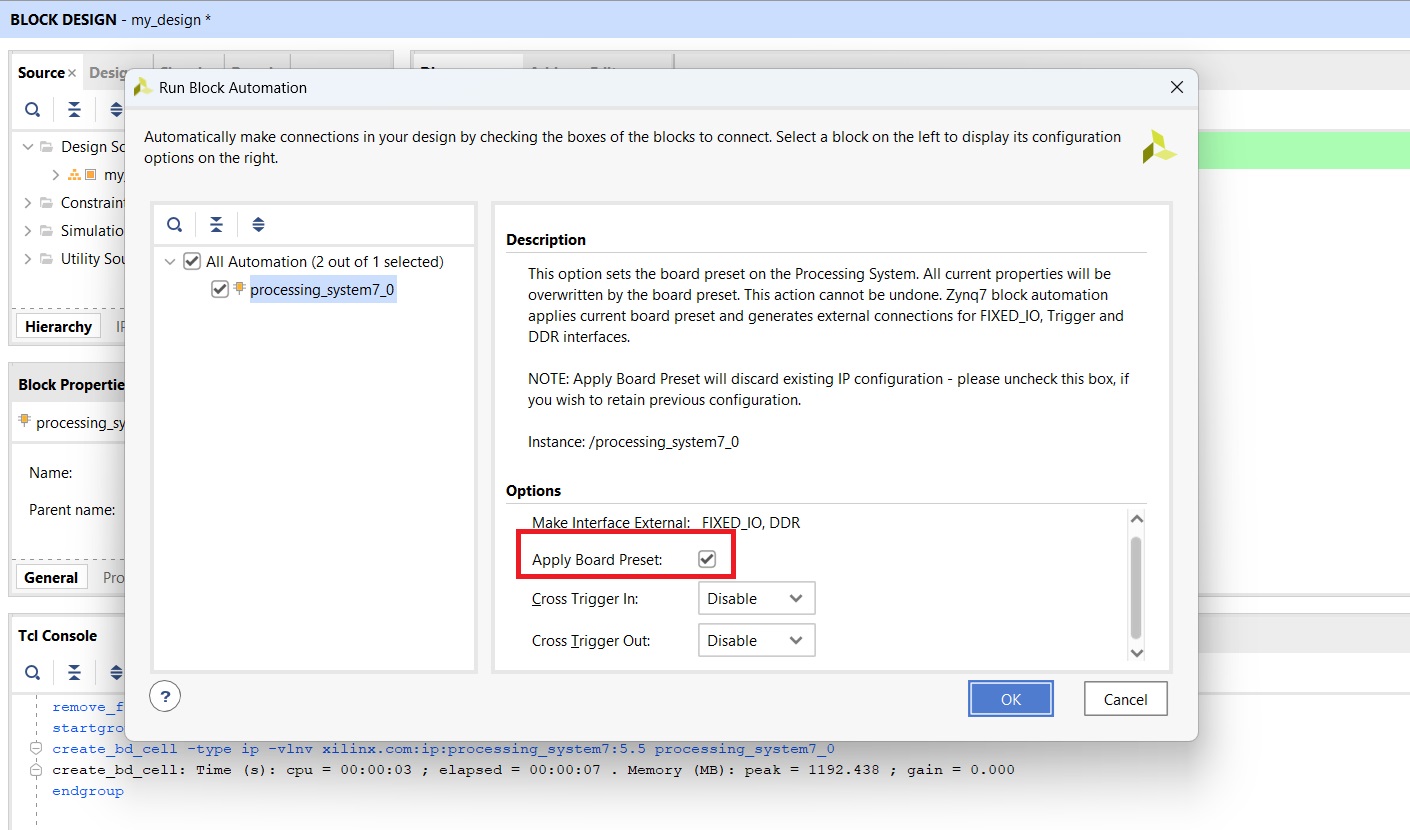 BLOCK DESIGN - my_design *
Source
Run Block Automation
Automatically make connections in your design by checking the boxes of the blocks to connect. Select a block on the left to display its configuration
options on the right.
All Automation (2 out of 1 selected)
processing_system7_0
Description
This option sets the board preset on the Processing System. All current properties will be
overwritten by the board preset. This action cannot be undone. Zynq7 block automation
applies current board preset and generates external connections for FIXED_IO, Trigger and
DDR interfaces.
NOTE: Apply Board Preset will discard existing IP configuration - please uncheck this box, if
you wish to retain previous configuration.
Instance: /processing_system7_0
Options
Make Interface External: FIXED_IO, DDR
Apply Board Preset:
Cross Trigger In: Disable
Cross Trigger Out: Disable
? OK Cancel
Design So
my_
Constraint
Simulatio
Utility Sou
Hierarchy IP
Block Propertie
processing_sy
Name:
Parent name:
General Pro
Tcl Console
remove_f
startgro
create_bd_cell -type ip -vlnv xilinx.com:ip:processing_system7:5.5 processing_system7_0
create_bd_cell: Time (s): cpu = 00:00:03 ; elapsed = 00:00:07 . Memory (MB): peak = 1192.438 ; gain = 0.000
endgroup